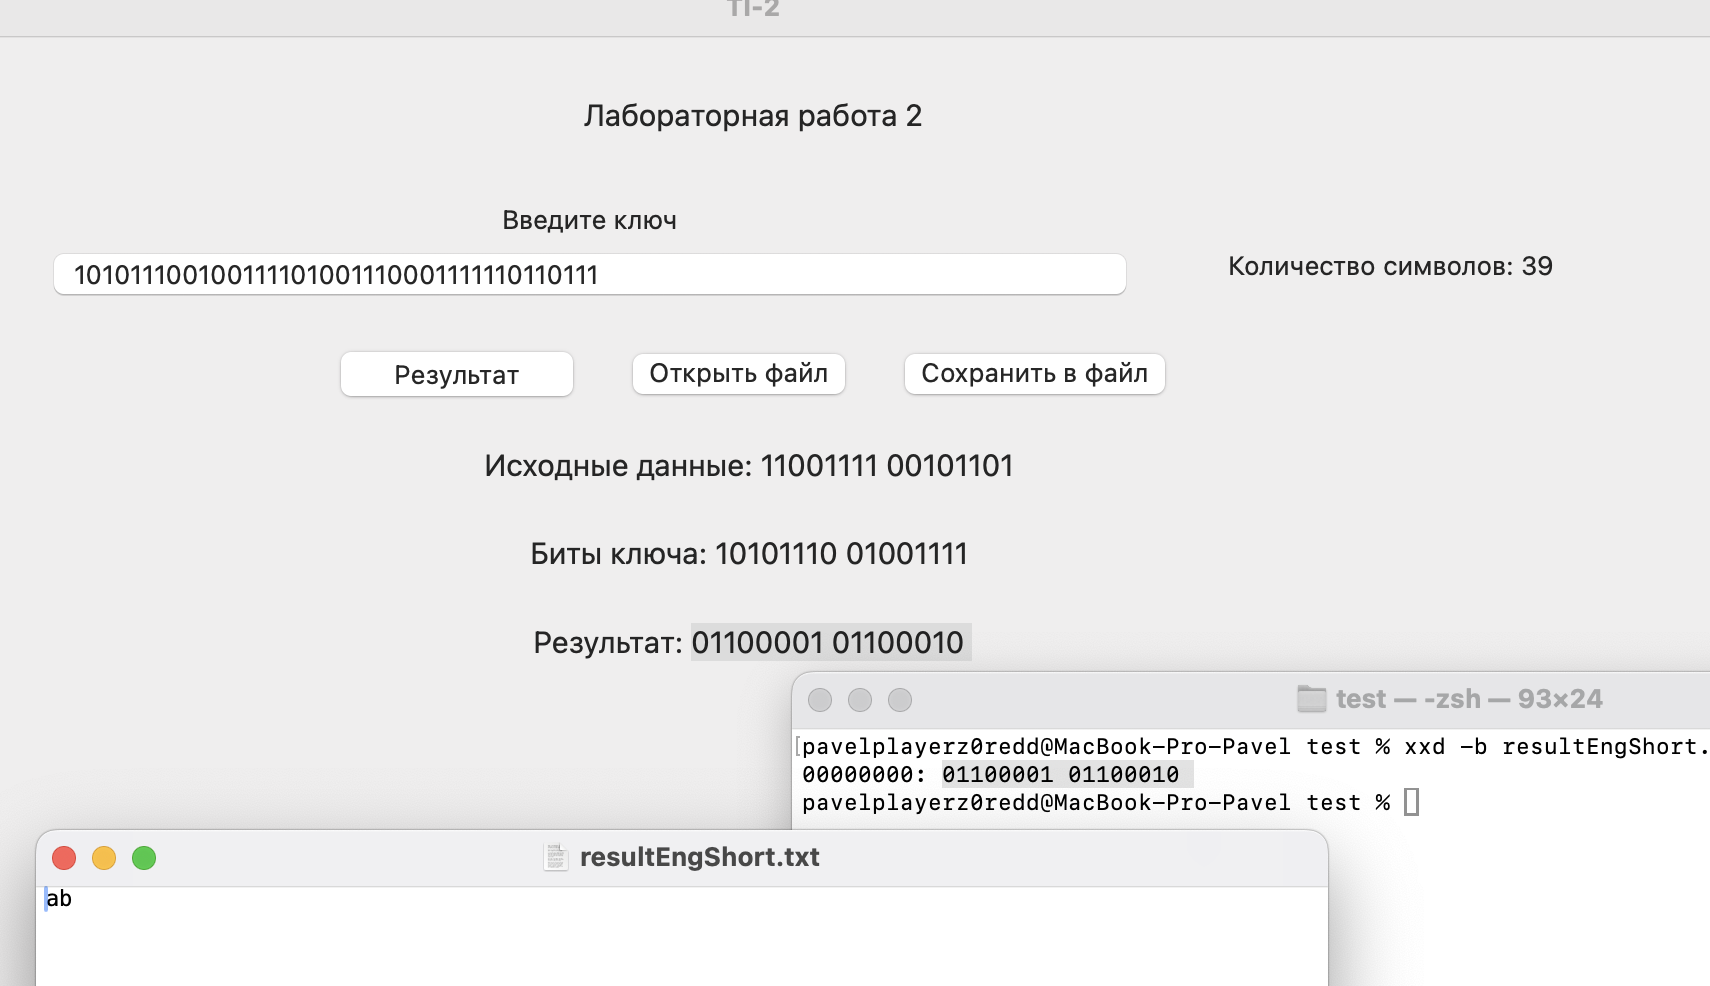 TI-2
Лабораторная работа 2
Введите ключ
101011100100111101001110001111110110111
Количество символов: 39
Результат
Открыть файл
Сохранить в файл
Исходные данные: 11001111 00101101
Биты ключа: 10101110 01001111
Результат: 01100001 01100010
test — -zsh — 93×24
[pavelplayerz0redd@MacBook-Pro-Pavel test % xxd -b resultEngShort.
00000000: 01100001 01100010
pavelplayerz0redd@MacBook-Pro-Pavel test %
resultEngShort.txt
ab